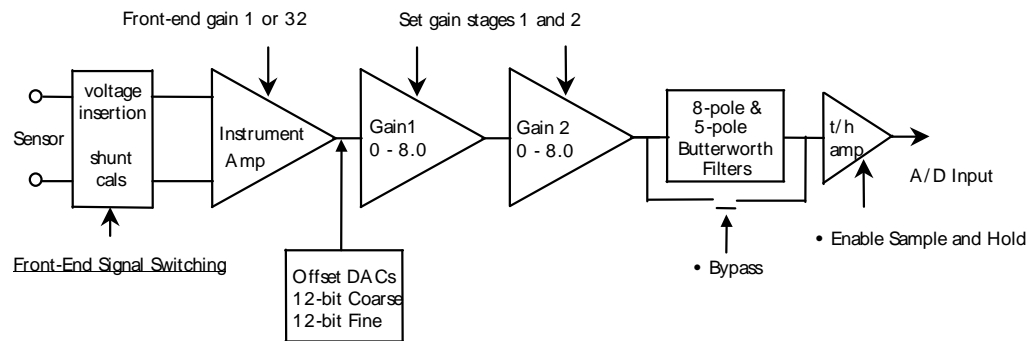 Front-end gain 1 or 32
Set gain stages 1 and 2
Sensor
voltage
insertion
shunt
cals
Instrument
Amp
Gain1
0 - 8.0
Gain 2
0 - 8.0
8-pole &
5-pole
Butterworth
Filters
t/h
amp
A/D Input
• Enable Sample and Hold
• Bypass
Front-End Signal Switching
Offset DACs
12-bit Coarse
12-bit Fine